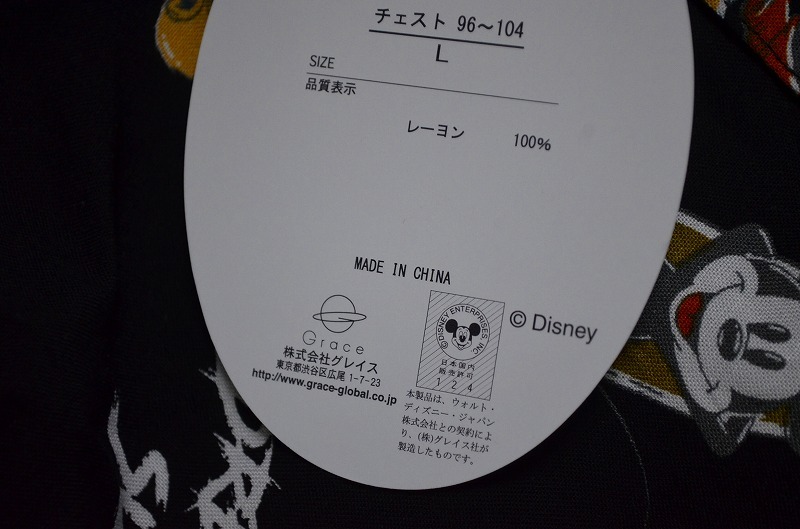 チェスト 96～104
L
SIZE
品質表示
レーヨン 100%
MADE IN CHINA
Grace
株式会社グレイス
東京都渋谷区広尾 1-7-23
http://www.grace-global.co.jp
©DISNEY ENTERPRISES INC
日本国内
販売許可
124
© Disney
本製品は、ウォルト・
ディズニー・ジャパン
株式会社との契約によ
り、(株)グレイス社が
製造したものです。